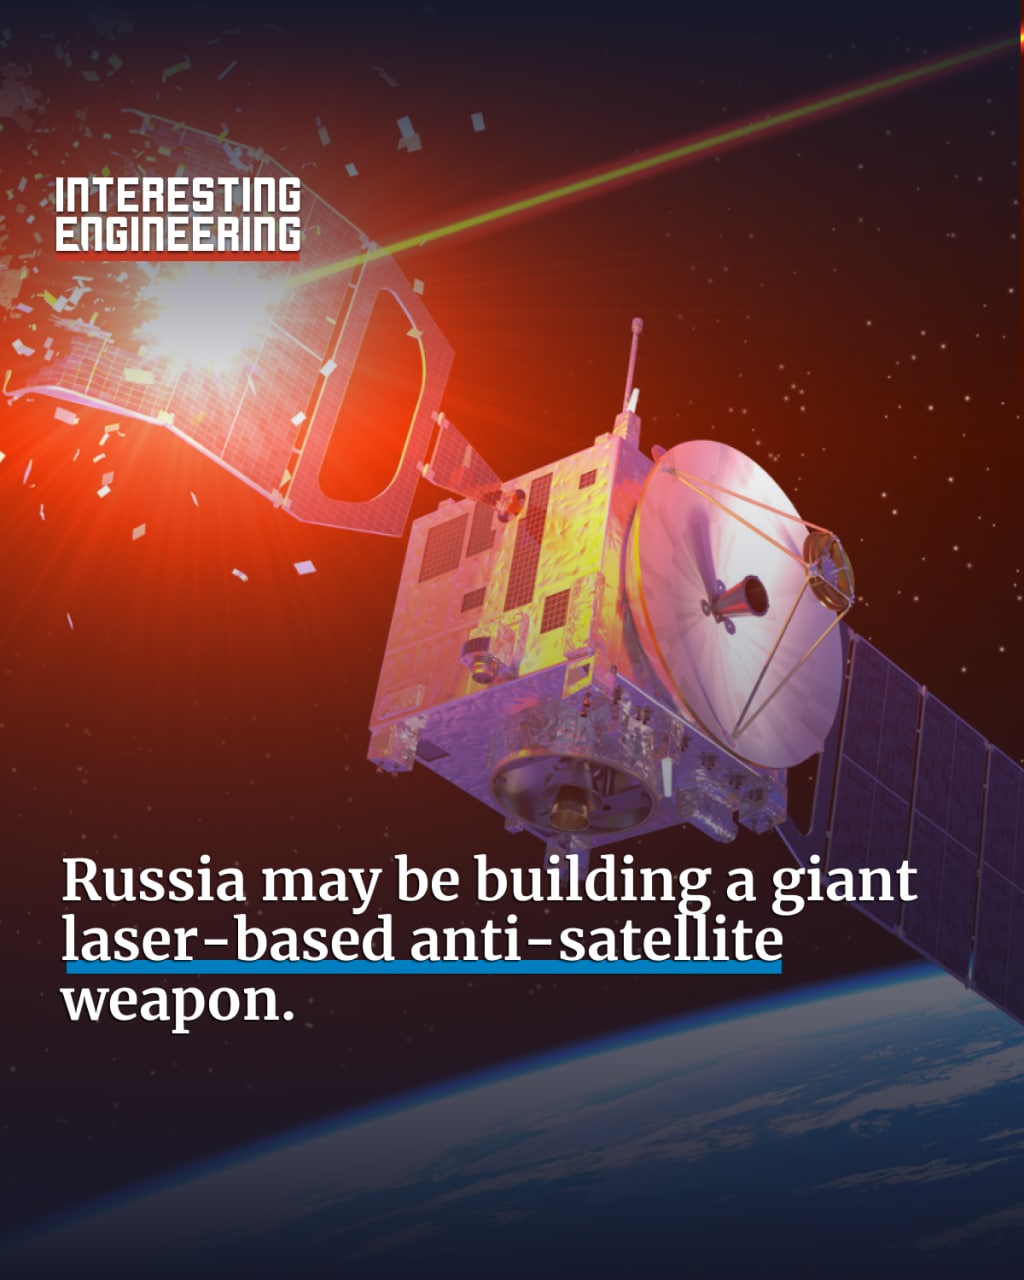 INTERESTING
ENGINEERING
Russia may be building a giant
laser-based anti-satellite
weapon.